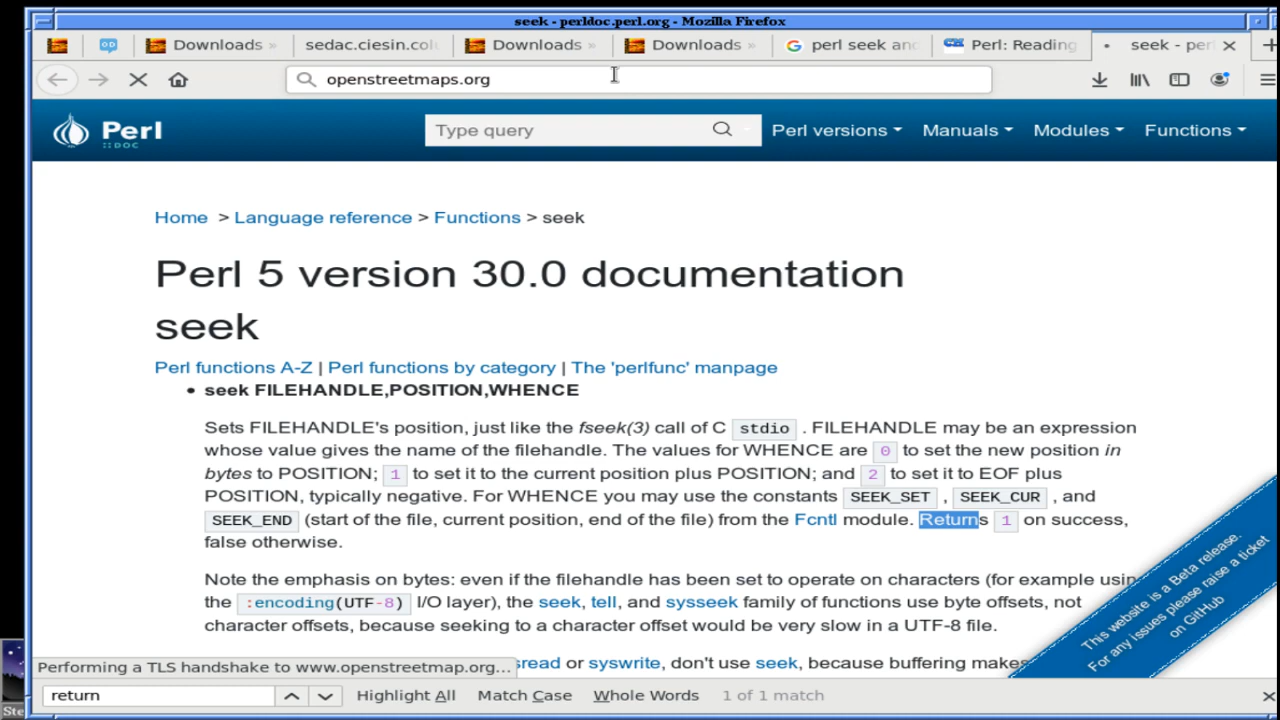 seek - perldoc.perl.org - Mozilla Firefox
Downloads
sedac.ciesin.col
Downloads
Downloads
perl seek and
Perl: Reading
seek - perl
openstreetmaps.org
Perl
::DOC
Type query
Perl versions
Manuals
Modules
Functions
Home > Language reference > Functions > seek
Perl 5 version 30.0 documentation
seek
Perl functions A-Z | Perl functions by category | The 'perlfunc' manpage
• seek FILEHANDLE,POSITION,WHENCE
Sets FILEHANDLE's position, just like the fseek(3) call of C stdio . FILEHANDLE may be an expression
whose value gives the name of the filehandle. The values for WHENCE are 0 to set the new position in
bytes to POSITION; 1 to set it to the current position plus POSITION; and 2 to set it to EOF plus
POSITION, typically negative. For WHENCE you may use the constants SEEK_SET , SEEK_CUR , and
SEEK_END (start of the file, current position, end of the file) from the Fcntl module. Returns 1 on success,
false otherwise.
Note the emphasis on bytes: even if the filehandle has been set to operate on characters (for example using
the :encoding(UTF-8) I/O layer), the seek, tell, and sysseek family of functions use byte offsets, not
character offsets, because seeking to a character offset would be very slow in a UTF-8 file.
sread or syswrite, don't use seek, because buffering makes
This website is a Beta release.
For any issues please raise a ticket
on GitHub
Performing a TLS handshake to www.openstreetmap.org...
return
Highlight All
Match Case
Whole Words
1 of 1 match
Ste